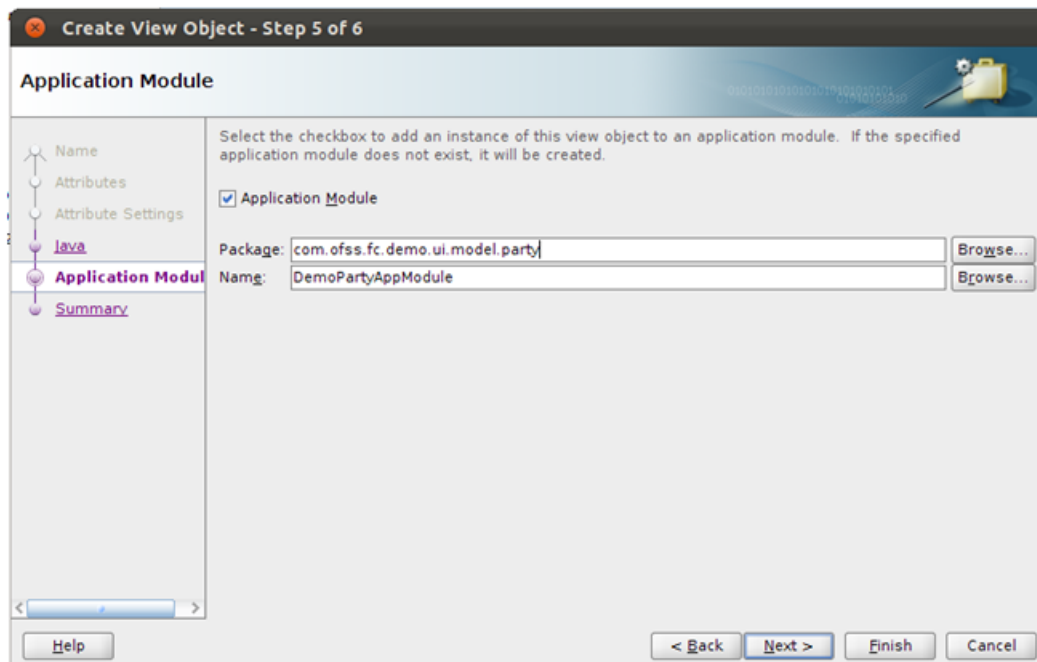 Create View Object - Step 5 of 6
Application Module
Select the checkbox to add an instance of this view object to an application module. If the specified
application module does not exist, it will be created.
Name
Attributes
Attribute Settings
Java
Application Modul
Summary
Application Module
Package: com.ofss.fc.demo.ui.model.party Browse...
Name: DemoPartyAppModule Browse...
Help < Back Next > Finish Cancel